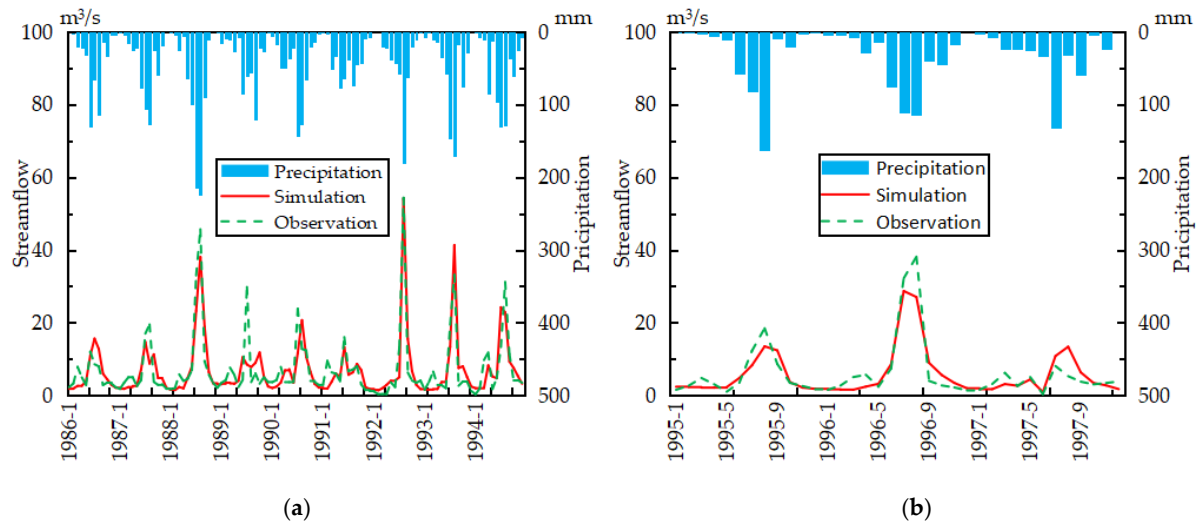 m³/s
mm
100
80
60
40
20
0
Streamflow
0
100
200
300
400
500
Pricipitation
Precipitation
Simulation
Observation
1986-1
1987-1
1988-1
1989-1
1990-1
1991-1
1992-1
1993-1
1994-1
(a)
m³/s
mm
100
80
60
40
20
0
Streamflow
0
100
200
300
400
500
Pricipitation
Precipitation
Simulation
Observation
1995-1
1995-5
1995-9
1996-1
1996-5
1996-9
1997-1
1997-5
1997-9
(b)